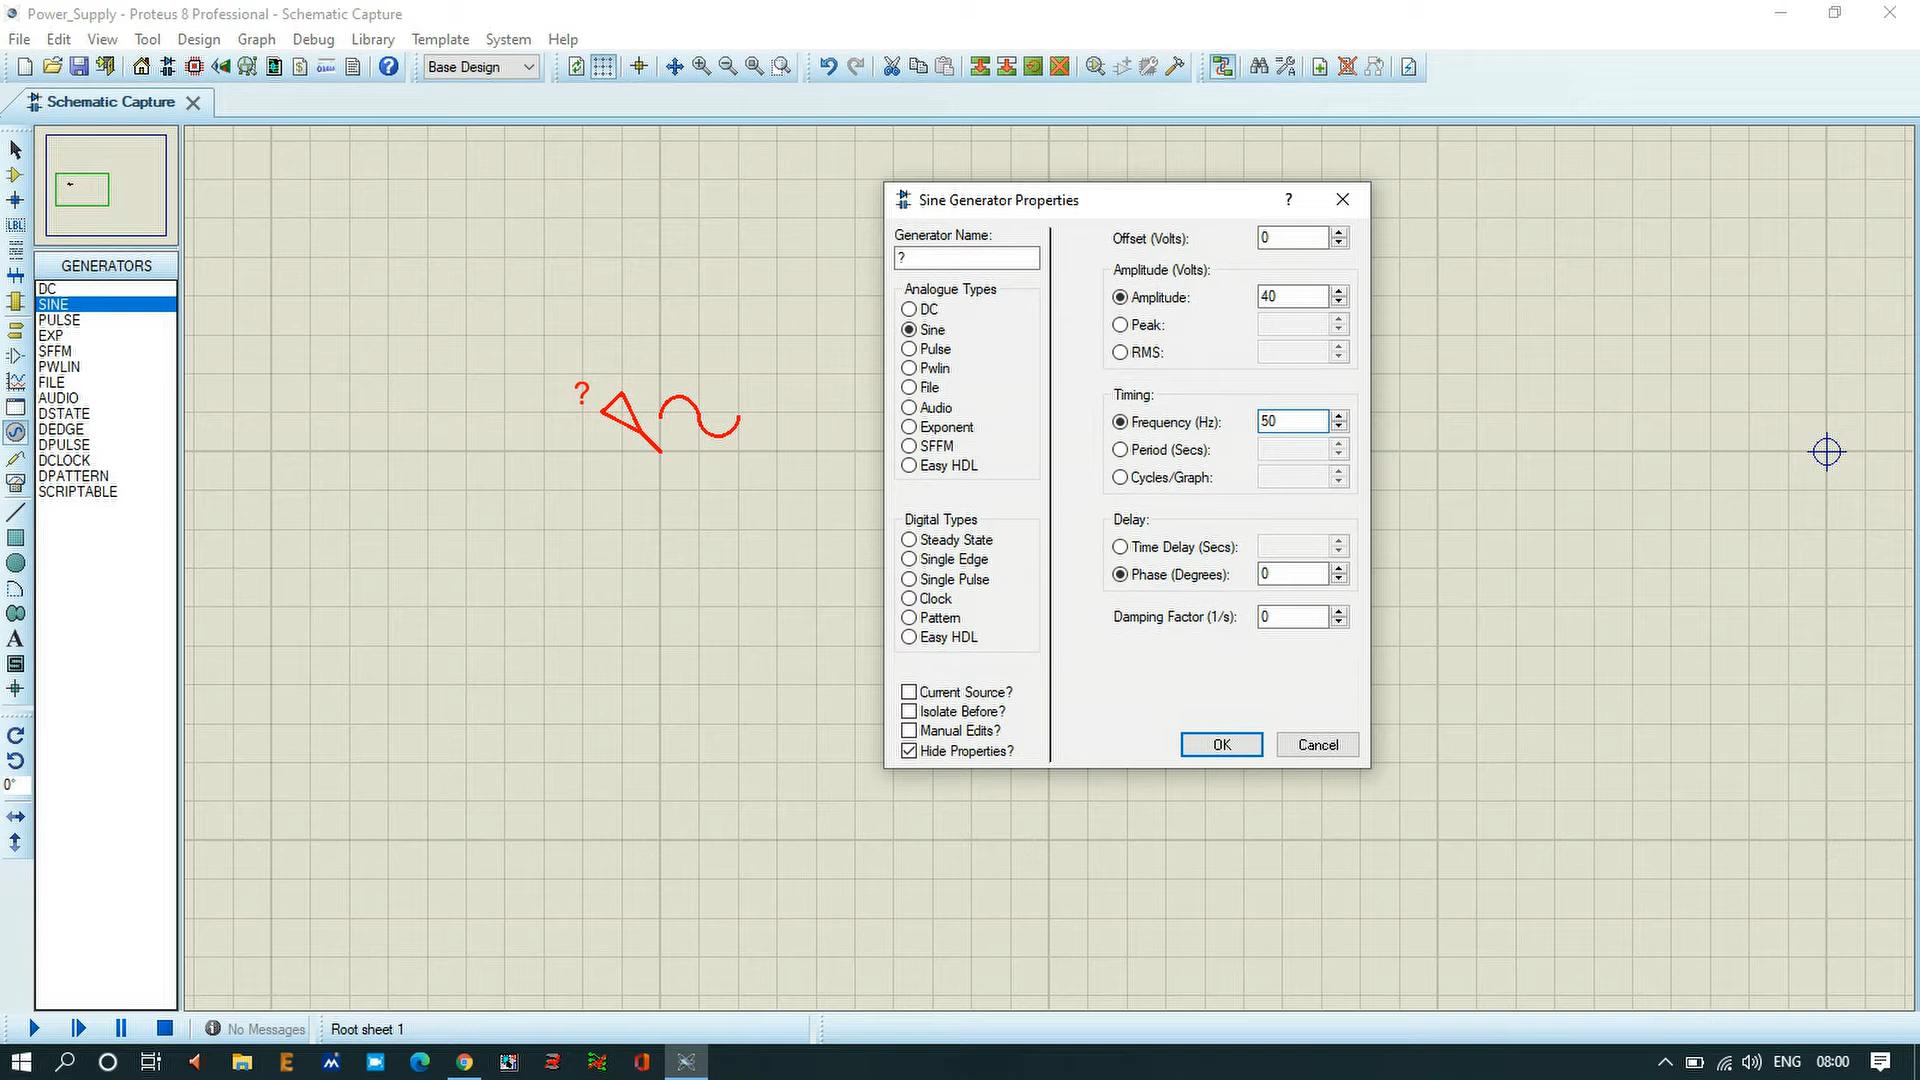 Power_Supply - Proteus 8 Professional - Schematic Capture
File Edit View Tool Design Graph Debug Library Template System Help
Base Design
Schematic Capture
LBL
GENERATORS
DC
SINE
PULSE
EXP
SFFM
PWLIN
FILE
AUDIO
DSTATE
DEDGE
DPULSE
DCLOCK
DPATTERN
SCRIPTABLE
A
S
0°
?
Sine Generator Properties
?
Generator Name:
?
Analogue Types
DC
Sine
Pulse
Pwlin
File
Audio
Exponent
SFFM
Easy HDL
Digital Types
Steady State
Single Edge
Single Pulse
Clock
Pattern
Easy HDL
Current Source?
Isolate Before?
Manual Edits?
Hide Properties?
Offset (Volts): 0
Amplitude (Volts):
Amplitude: 40
Peak:
RMS:
Timing:
Frequency (Hz): 50
Period (Secs):
Cycles/Graph:
Delay:
Time Delay (Secs):
Phase (Degrees): 0
Damping Factor (1/s): 0
OK Cancel
No Messages Root sheet 1
ENG 08:00